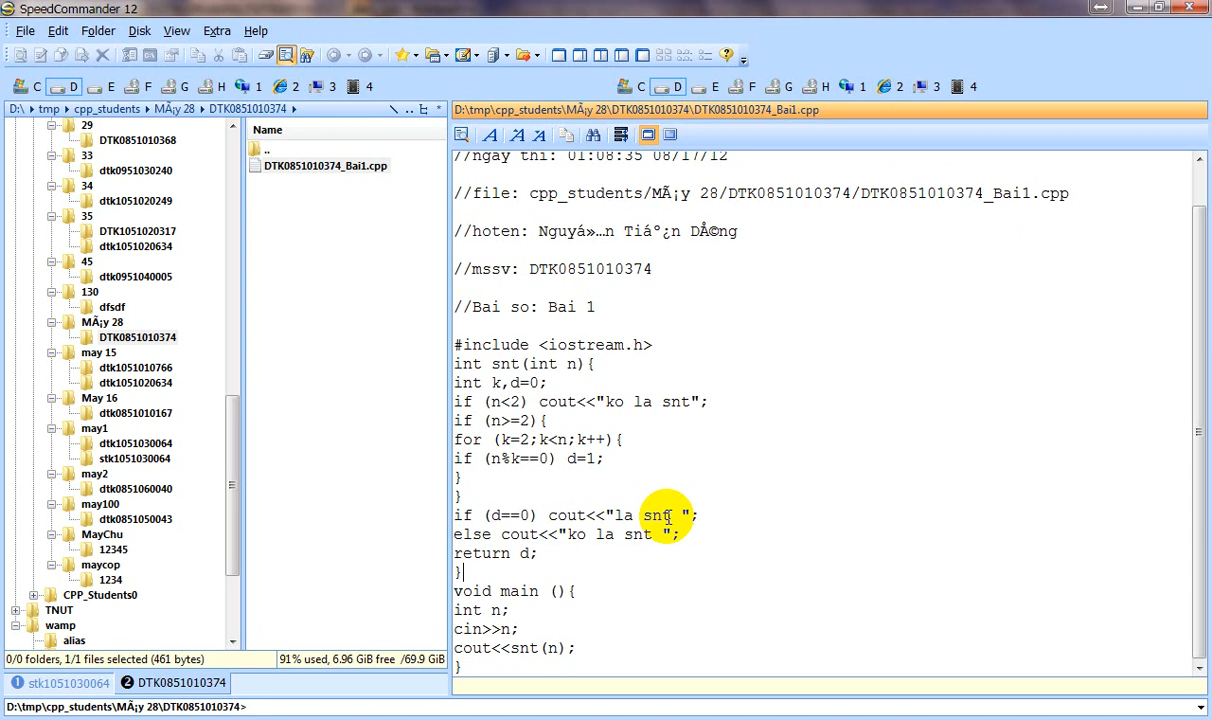 SpeedCommander 12
File Edit Folder Disk View Extra Help
C D E F G H 1 2 3 4
C D E F G H 1 2 3 4
D:\ tmp cpp_students MÃ¡y 28 DTK0851010374
29
DTK0851010368
33
dtk0951030240
34
dtk1051020249
35
DTK1051020317
dtk1051020634
45
dtk0951040005
130
dfsdf
MÃ¡y 28
DTK0851010374
may 15
dtk1051010766
dtk1051020634
May 16
dtk0851010167
may1
dtk1051030064
stk1051030064
may2
dtk0851060040
may100
dtk0851050043
MayChu
12345
maycop
1234
CPP_Students0
TNUT
wamp
alias
Name
..
DTK0851010374_Bai1.cpp
D:\tmp\cpp_students\MÃ¡y 28\DTK0851010374\DTK0851010374_Bai1.cpp
//ngay thi: 01:08:35 08/17/12
//file: cpp_students/MÃ¡y 28/DTK0851010374/DTK0851010374_Bai1.cpp
//hoten: Nguyá»…n Tiáº¿n DÅ©ng
//mssv: DTK0851010374
//Bai so: Bai 1
#include <iostream.h>
int snt(int n){
int k,d=0;
if (n<2) cout<<"ko la snt";
if (n>=2){
for (k=2;k<n;k++){
if (n%k==0) d=1;
}
}
if (d==0) cout<<"la snt ";
else cout<<"ko la snt ";
return d;
}
void main (){
int n;
cin>>n;
cout<<snt(n);
}
0/0 folders, 1/1 files selected (461 bytes)
91% used, 6.96 GiB free /69.9 GiB
1 stk1051030064
2 DTK0851010374
D:\tmp\cpp_students\MÃ¡y 28\DTK0851010374>